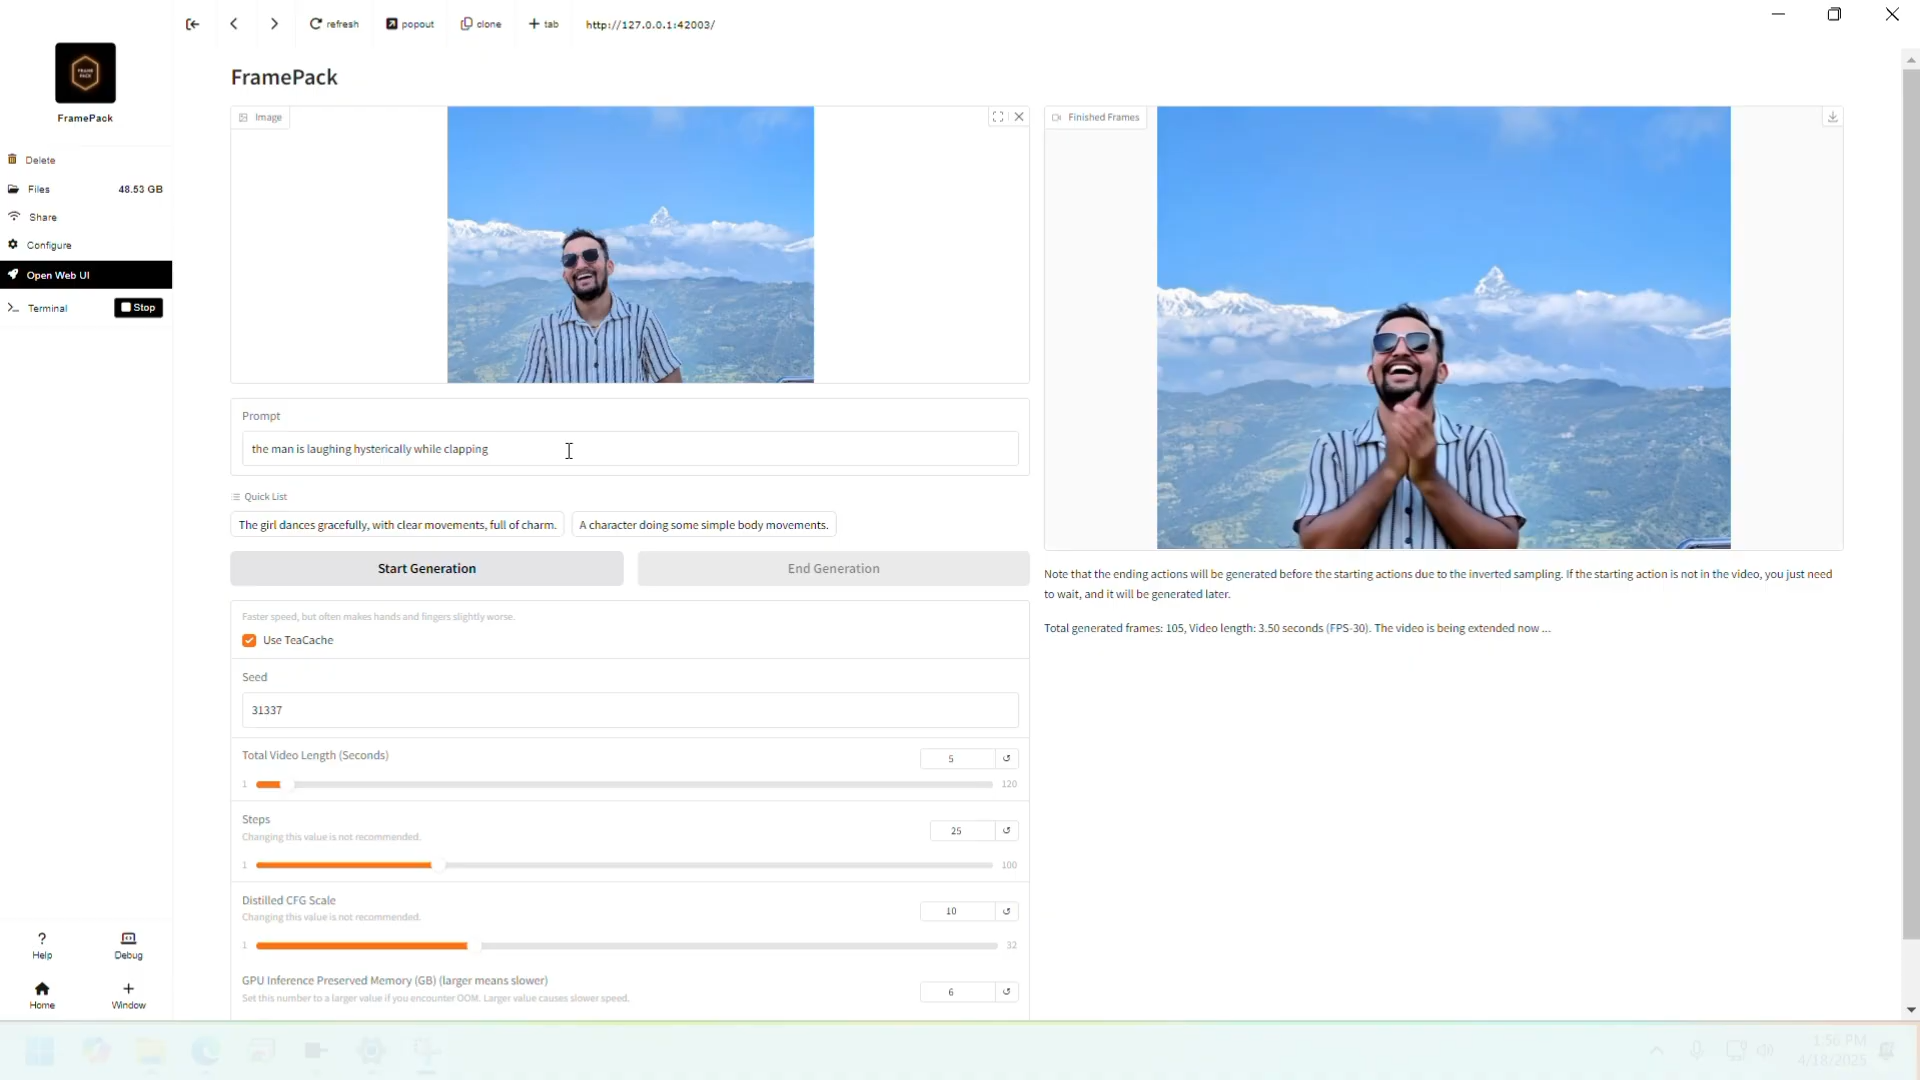 refresh
popout
clone
tab
http://127.0.0.1:42003/
FRAME
PACK
FramePack
Delete
Files 48.53 GB
Share
Configure
Open Web UI
Terminal Stop
Help
Debug
Home
Window
FramePack
Image
Prompt
the man is laughing hysterically while clapping
Quick List
The girl dances gracefully, with clear movements, full of charm. A character doing some simple body movements.
Start Generation End Generation
Faster speed, but often makes hands and fingers slightly worse.
Use TeaCache
Seed
31337
Total Video Length (Seconds) 5
1 120
Steps
Changing this value is not recommended. 25
1 100
Distilled CFG Scale
Changing this value is not recommended. 10
1 32
GPU Inference Preserved Memory (GB) (larger means slower)
Set this number to a larger value if you encounter OOM. Larger value causes slower speed. 6
Finished Frames
Note that the ending actions will be generated before the starting actions due to the inverted sampling. If the starting action is not in the video, you just need
to wait, and it will be generated later.
Total generated frames: 105, Video length: 3.50 seconds (FPS-30). The video is being extended now ...
1:56 PM
4/18/2025